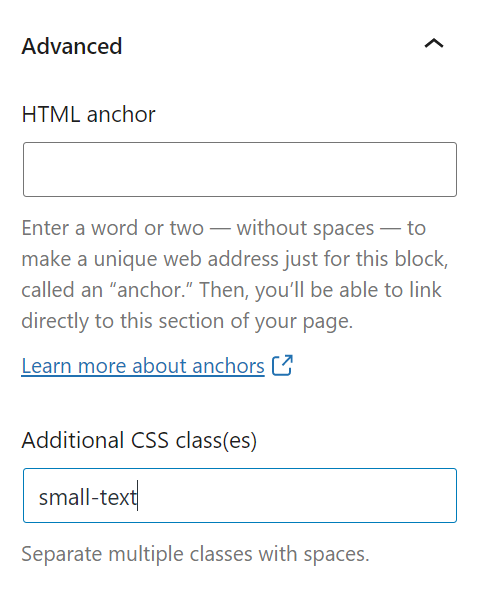 Advanced
HTML anchor
Enter a word or two — without spaces — to
make a unique web address just for this block,
called an “anchor.” Then, you’ll be able to link
directly to this section of your page.
Learn more about anchors
Additional CSS class(es)
small-text
Separate multiple classes with spaces.